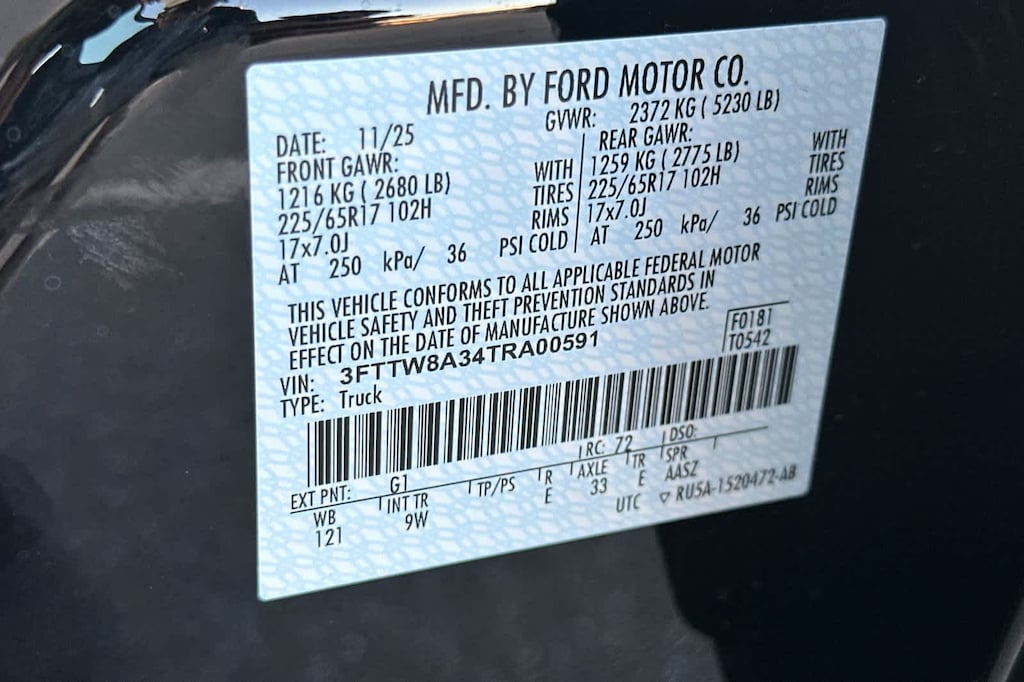 MFD. BY FORD MOTOR CO.
DATE: 11/25 GVWR: 2372 KG ( 5230 LB)
FRONT GAWR: REAR GAWR:
1216 KG ( 2680 LB) WITH 1259 KG ( 2775 LB) WITH
225/65R17 102H TIRES 225/65R17 102H TIRES
17x7.0J RIMS 17x7.0J RIMS
AT 250 kPa/ 36 PSI COLD AT 250 kPa/ 36 PSI COLD
THIS VEHICLE CONFORMS TO ALL APPLICABLE FEDERAL MOTOR
VEHICLE SAFETY AND THEFT PREVENTION STANDARDS IN
EFFECT ON THE DATE OF MANUFACTURE SHOWN ABOVE.
VIN: 3FTTW8A34TRA00591 F0181
TYPE: Truck T0542
EXT PNT: G1 RC: 72 DSO:
WB INT TR TP/PS R AXLE TR SPR
121 9W E 33 E AASZ
UTC ▽ RU5A-1520472-AB